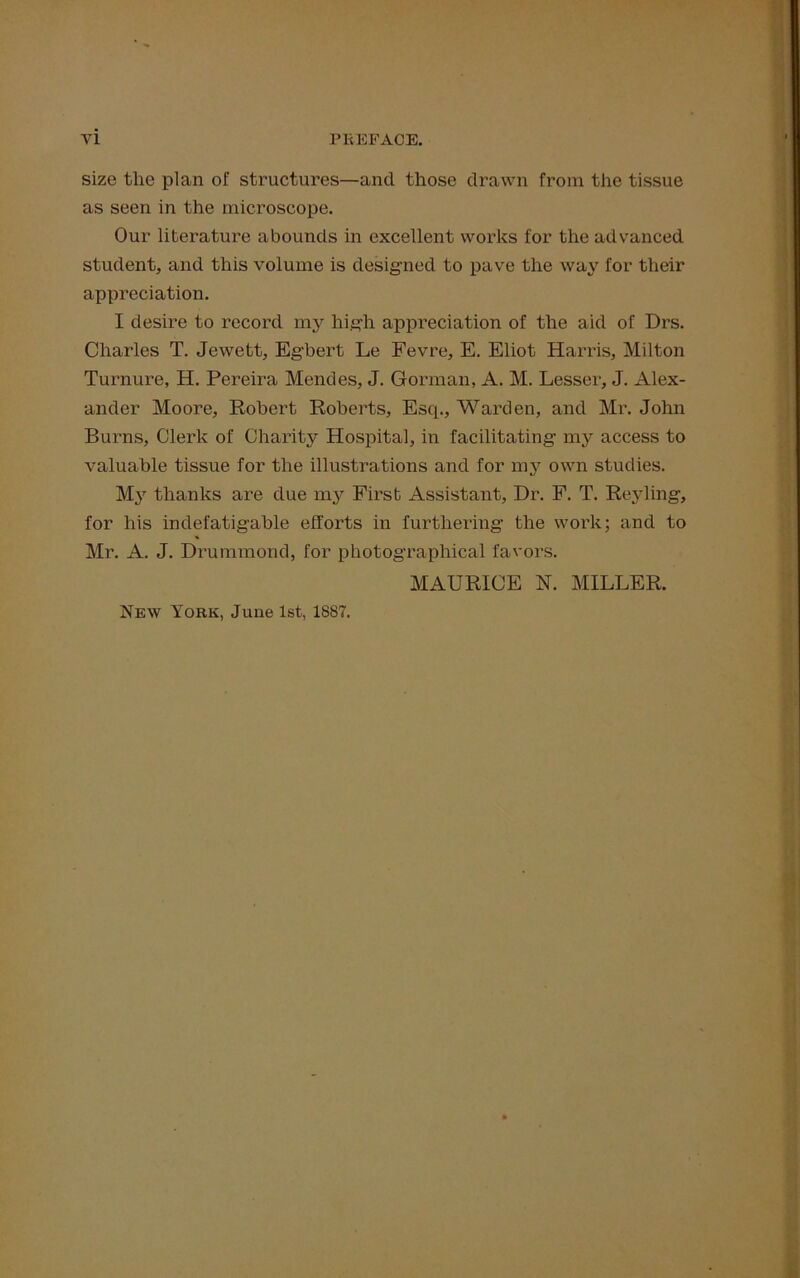 vi PREFACE.
size the plan of structures—and those drawn from the tissue
as seen in the microscope.
Our literature abounds in excellent works for the advanced
student, and this volume is designed to pave the way for their
appreciation.
I desire to record my high appreciation of the aid of Drs.
Charles T. Jewett, Egbert Le Fevre, E. Eliot Harris, Milton
Turnure, H. Pereira Mendes, J. Gorman, A. M. Lesser, J. Alex-
ander Moore, Robert Roberts, Esq., Warden, and Mr. John
Burns, Clerk of Charity Hospital, in facilitating my access to
valuable tissue for the illustrations and for my own studies.
My thanks are due my First Assistant, Dr. F. T. Reyling,
for his indefatigable efforts in furthering the work; and to
Mr. A. J. Drummond, for photographical favors.
MAURICE N. MILLER.
New York, June 1st, 1887.